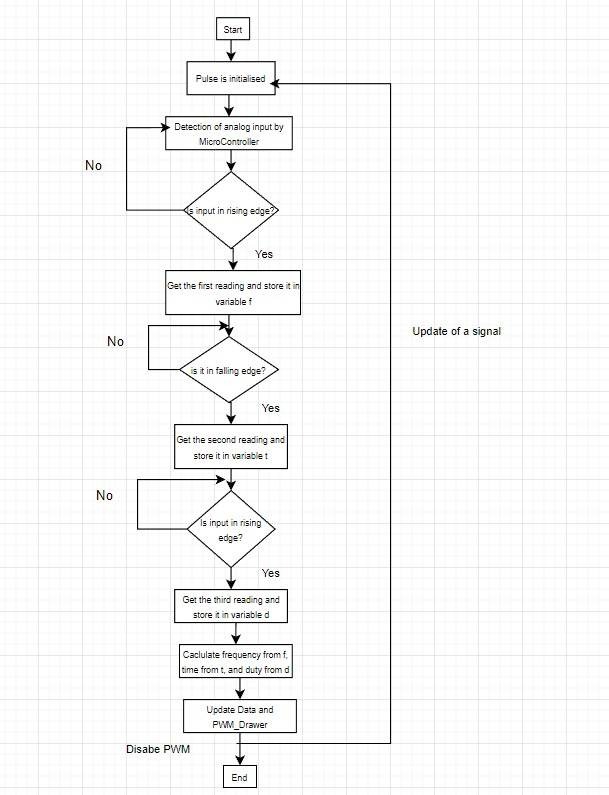 Start
Pulse is initialised
Detection of analog input by
MicroController
No
Is input in rising edge?
Yes
Get the first reading and store it in
variable f
Update of a signal
No
is it in falling edge?
Yes
Get the second reading and
store it in variable t
No
Is input in rising
edge?
Yes
Get the third reading and
store it in variable d
Caclulate frequency from f,
time from t, and duty from d
Update Data and
PWM_Drawer
Disabe PWM
End